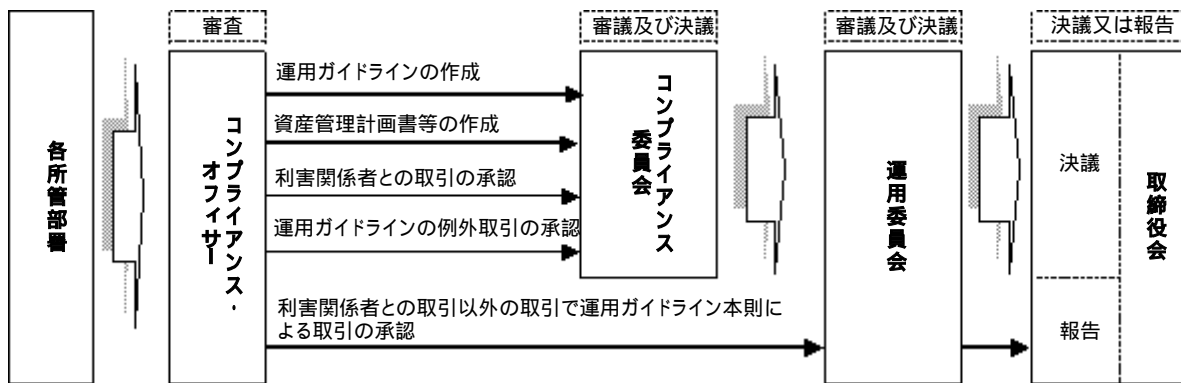 審査
審議及び決議
審議及び決議
決議又は報告
各所管部署
コンプライアンス・
オフィサー
運用ガイドラインの作成
資産管理計画書等の作成
利害関係者との取引の承認
運用ガイドラインの例外取引の承認
利害関係者との取引以外の取引で運用ガイドライン本則に
よる取引の承認
コンプライアンス
委員会
運用委員会
決議
報告
取締役会